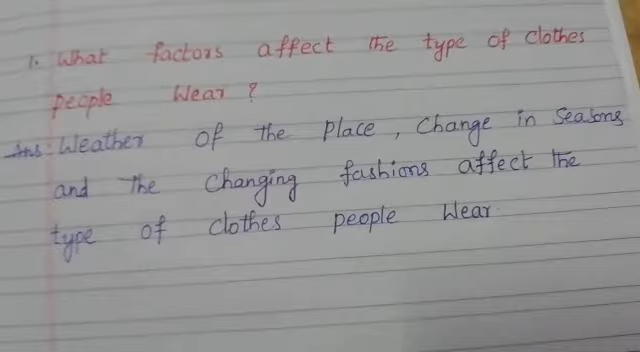 1. What factors affect the type of clothes
people Wear ?
Ans: Weather of the place, change in seasons
and the changing fashions affect the
type of clothes people Wear.